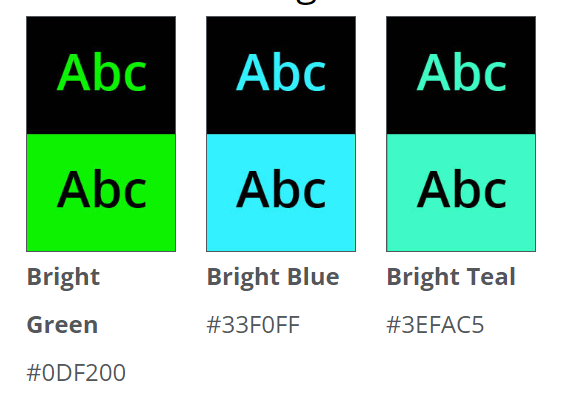 Abc
Abc
Bright
Green
#0DF200
Abc
Abc
Bright Blue
#33F0FF
Abc
Abc
Bright Teal
#3EFAC5